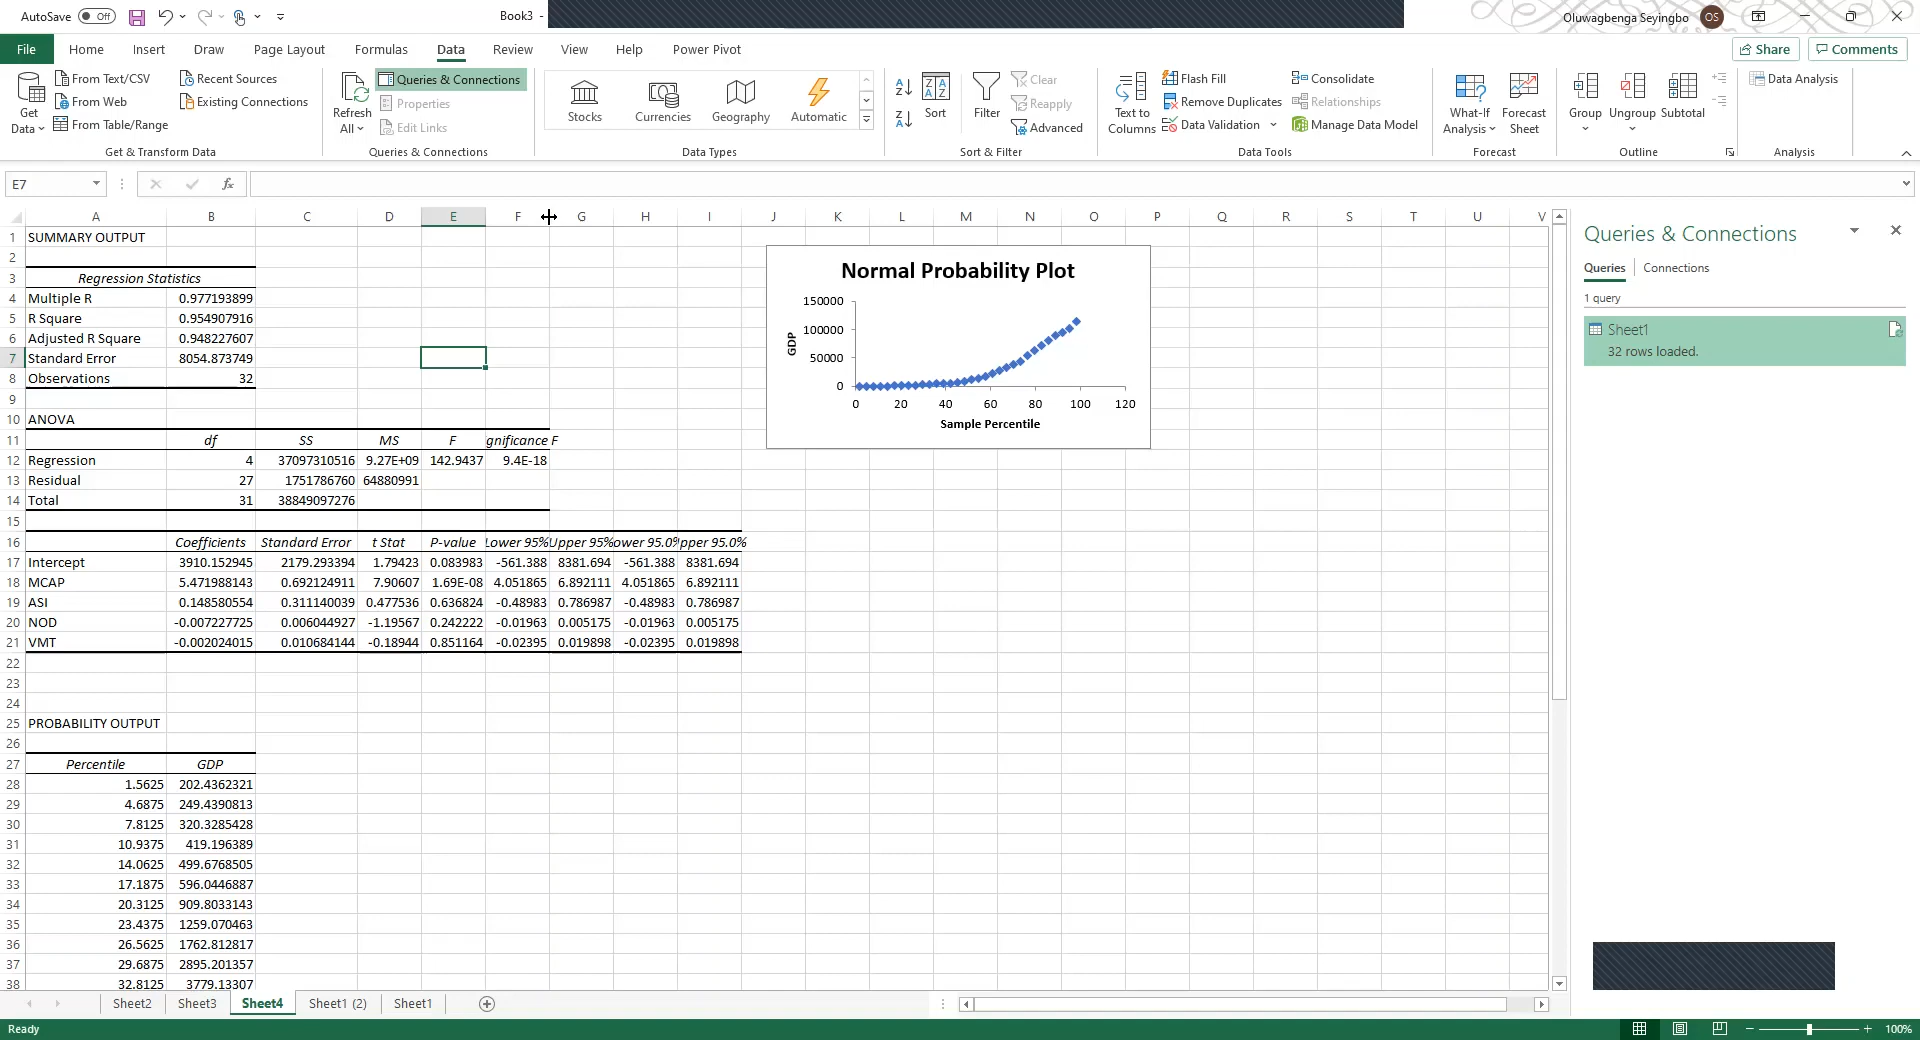 AutoSave Off Book3 - Oluwagbenga Seyingbo OS
File Home Insert Draw Page Layout Formulas Data Review View Help Power Pivot Share Comments
Get Data From Text/CSV From Web From Table/Range Recent Sources Existing Connections
Get & Transform Data
Refresh All Queries & Connections Properties Edit Links
Queries & Connections
Stocks Currencies Geography Automatic
Data Types
Sort Filter Clear Reapply Advanced
Sort & Filter
Text to Columns Flash Fill Remove Duplicates Data Validation Consolidate Relationships Manage Data Model
Data Tools
What-If Analysis Forecast Sheet
Forecast
Group Ungroup Subtotal
Outline
Data Analysis
Analysis
E7 fx
A B C D E F G H I J K L M N O P Q R S T U V
1 SUMMARY OUTPUT
2
3 Regression Statistics
4 Multiple R 0.977193899
5 R Square 0.954907916
6 Adjusted R Square 0.948227607
7 Standard Error 8054.873749
8 Observations 32
9
10 ANOVA
11 df SS MS F gnificance F
12 Regression 4 37097310516 9.27E+09 142.9437 9.4E-18
13 Residual 27 1751786760 64880991
14 Total 31 38849097276
15
16 Coefficients Standard Error t Stat P-value Lower 95% Upper 95% ower 95.0% pper 95.0%
17 Intercept 3910.152945 2179.293394 1.79423 0.083983 -561.388 8381.694 -561.388 8381.694
18 MCAP 5.471988143 0.692124911 7.90607 1.69E-08 4.051865 6.892111 4.051865 6.892111
19 ASI 0.148580554 0.311140039 0.477536 0.636824 -0.48983 0.786987 -0.48983 0.786987
20 NOD -0.007227725 0.006044927 -1.19567 0.242222 -0.01963 0.005175 -0.01963 0.005175
21 VMT -0.002024015 0.010684144 -0.18944 0.851164 -0.02395 0.019898 -0.02395 0.019898
22
23
24
25 PROBABILITY OUTPUT
26
27 Percentile GDP
28 1.5625 202.4362321
29 4.6875 249.4390813
30 7.8125 320.3285428
31 10.9375 419.196389
32 14.0625 499.6768505
33 17.1875 596.0446887
34 20.3125 909.8033143
35 23.4375 1259.070463
36 26.5625 1762.812817
37 29.6875 2895.201357
38 32.8125 3779.13307
Normal Probability Plot
150000
100000
50000
0
GDP
0 20 40 60 80 100 120
Sample Percentile
Queries & Connections
Queries Connections
1 query
Sheet1
32 rows loaded.
Sheet2 Sheet3 Sheet4 Sheet1 (2) Sheet1
Ready 100%